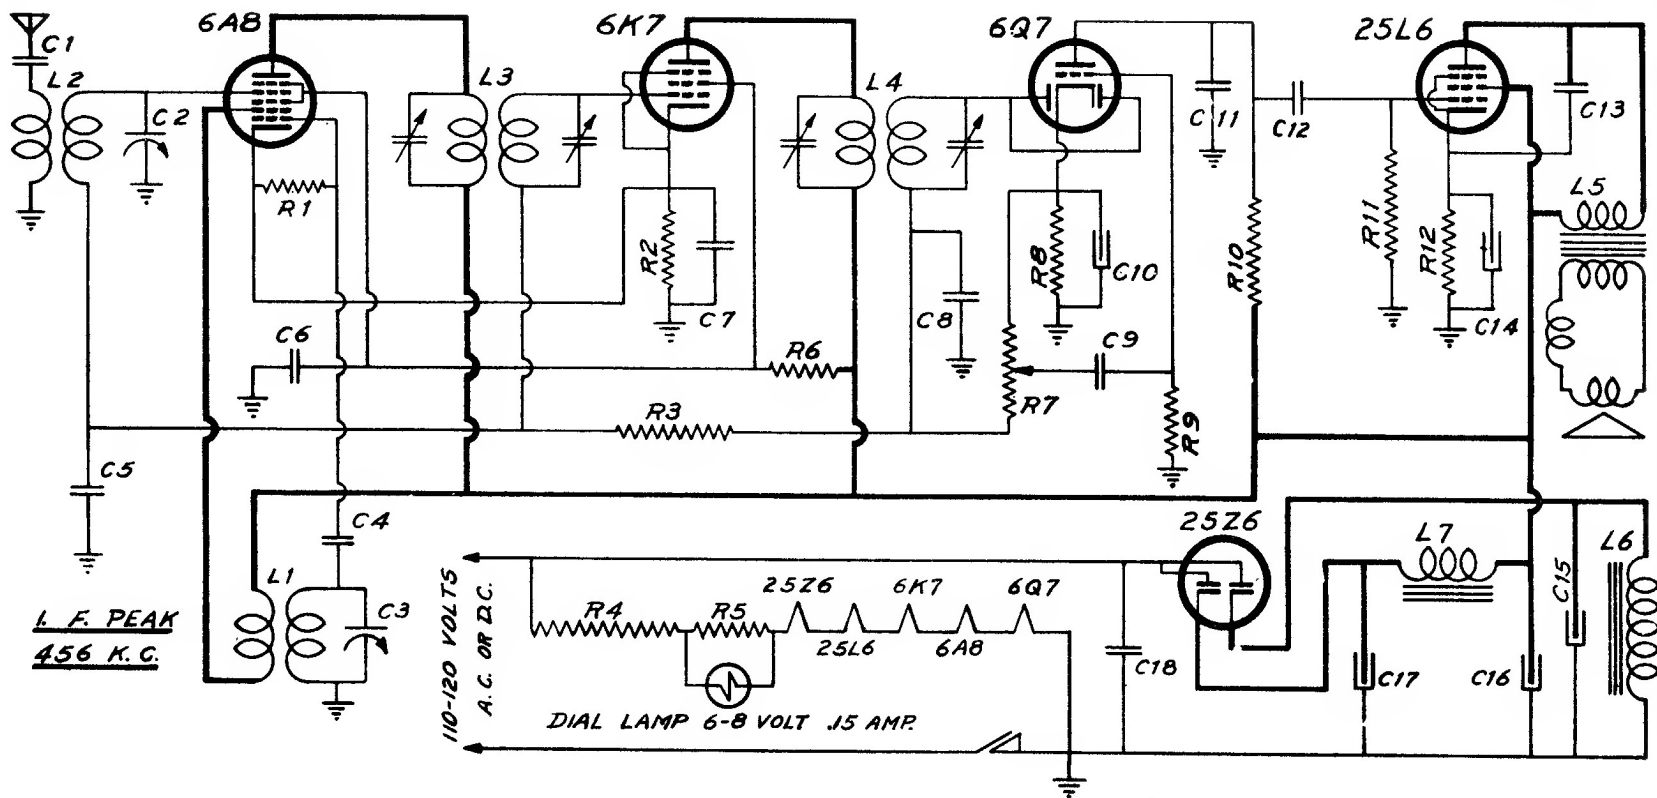 6A8
6K7
6Q7
25L6
C1
L2
C2
L3
L4
C11
C12
C13
R1
R2
C7
C8
R8
C10
R10
R11
R12
C14
L5
C6
R6
C9
R7
R3
R9
C5
C4
25Z6
L7
L6
C15
L1
C3
I. F. PEAK
456 K.C.
110-120 VOLTS
A.C. OR D.C.
R4
R5
25Z6
6K7
6Q7
25L6
6A8
C18
C17
C16
DIAL LAMP 6-8 VOLT .15 AMP.